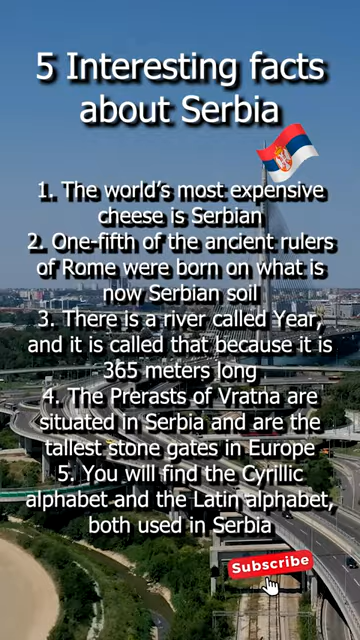 5 Interesting facts
about Serbia
1. The world's most expensive
cheese is Serbian
2. One-fifth of the ancient rulers
of Rome were born on what is
now Serbian soil
3. There is a river called Year,
and it is called that because it is
365 meters long
4. The Prerasts of Vratna are
situated in Serbia and are the
tallest stone gates in Europe
5. You will find the Cyrillic
alphabet and the Latin alphabet,
both used in Serbia
Subscribe